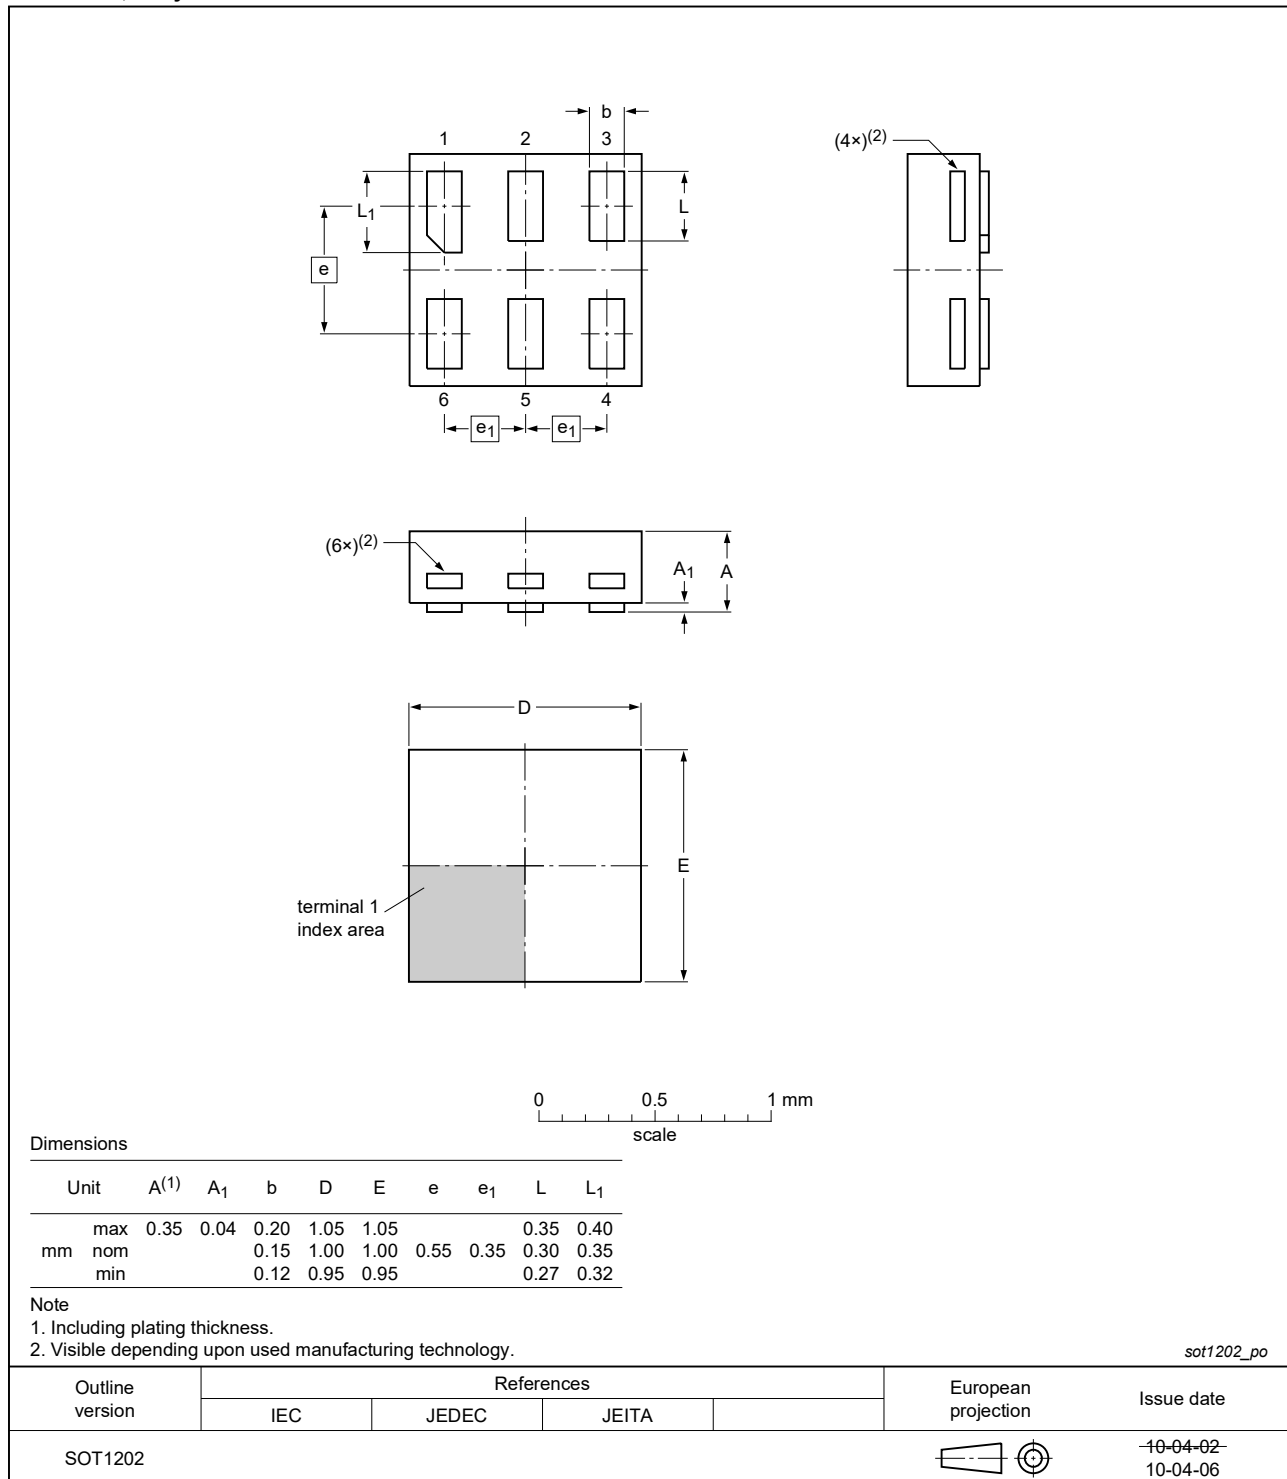 b
1 2 3
(4×)(2)
L1
L
e
6 5 4
e1 e1
(6×)(2)
A1 A
D
E
terminal 1
index area
0 0.5 1 mm
scale
Dimensions
Unit A(1) A1 b D E e e1 L L1
max 0.35 0.04 0.20 1.05 1.05 0.35 0.40
mm nom 0.15 1.00 1.00 0.55 0.35 0.30 0.35
min 0.12 0.95 0.95 0.27 0.32
Note
1. Including plating thickness.
2. Visible depending upon used manufacturing technology.
sot1202_po
Outline version References European projection Issue date
IEC JEDEC JEITA
SOT1202 10-04-02
10-04-06